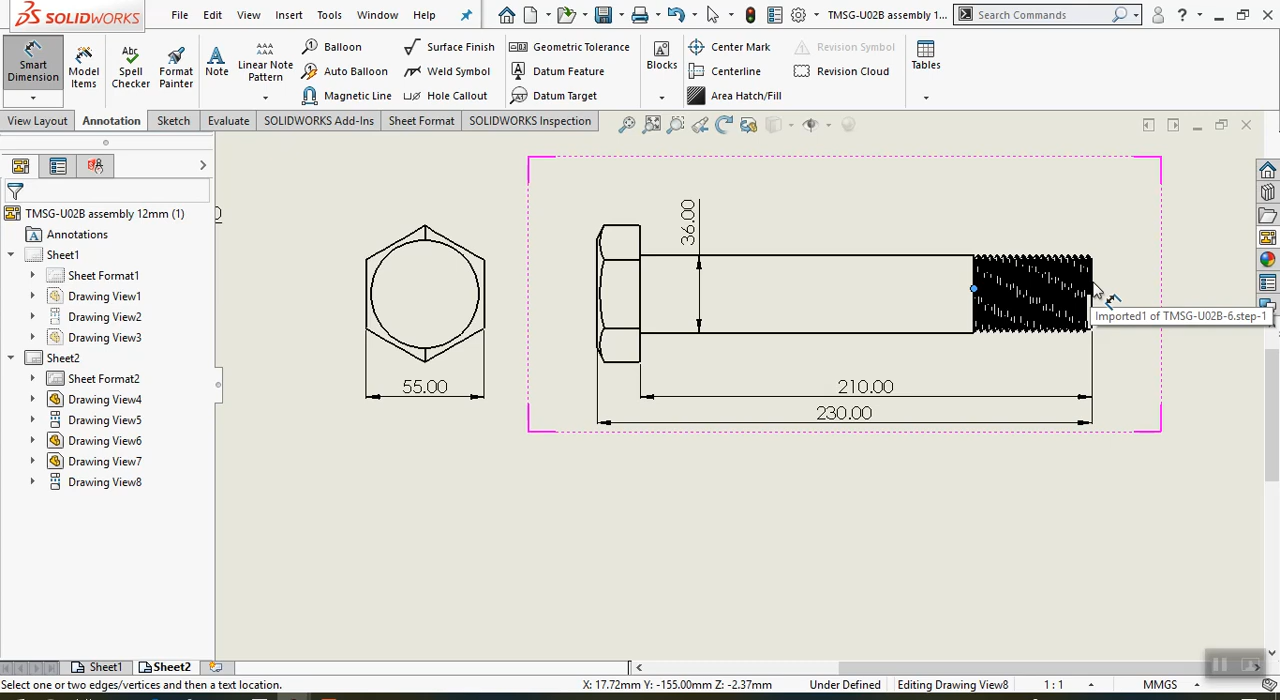 SOLIDWORKS
File Edit View Insert Tools Window Help
TMSG-U02B assembly 12mm (1...
Search Commands
Smart Dimension
Model Items
Abc
Spell Checker
Format Painter
Note
Linear Note Pattern
Balloon
Auto Balloon
Magnetic Line
Surface Finish
Weld Symbol
Hole Callout
Geometric Tolerance
Datum Feature
Datum Target
Blocks
Center Mark
Centerline
Area Hatch/Fill
Revision Symbol
Revision Cloud
Tables
View Layout Annotation Sketch Evaluate SOLIDWORKS Add-Ins Sheet Format SOLIDWORKS Inspection
TMSG-U02B assembly 12mm (1)
Annotations
Sheet1
Sheet Format1
Drawing View1
Drawing View2
Drawing View3
Sheet2
Sheet Format2
Drawing View4
Drawing View5
Drawing View6
Drawing View7
Drawing View8
36.00
Imported1 of TMSG-U02B-6.step-1
55.00
210.00
230.00
Sheet1 Sheet2
Select one or two edges/vertices and then a text location.
X: 17.72mm Y: -155.00mm Z: -2.37mm
Under Defined
Editing Drawing View8
1 : 1
MMGS